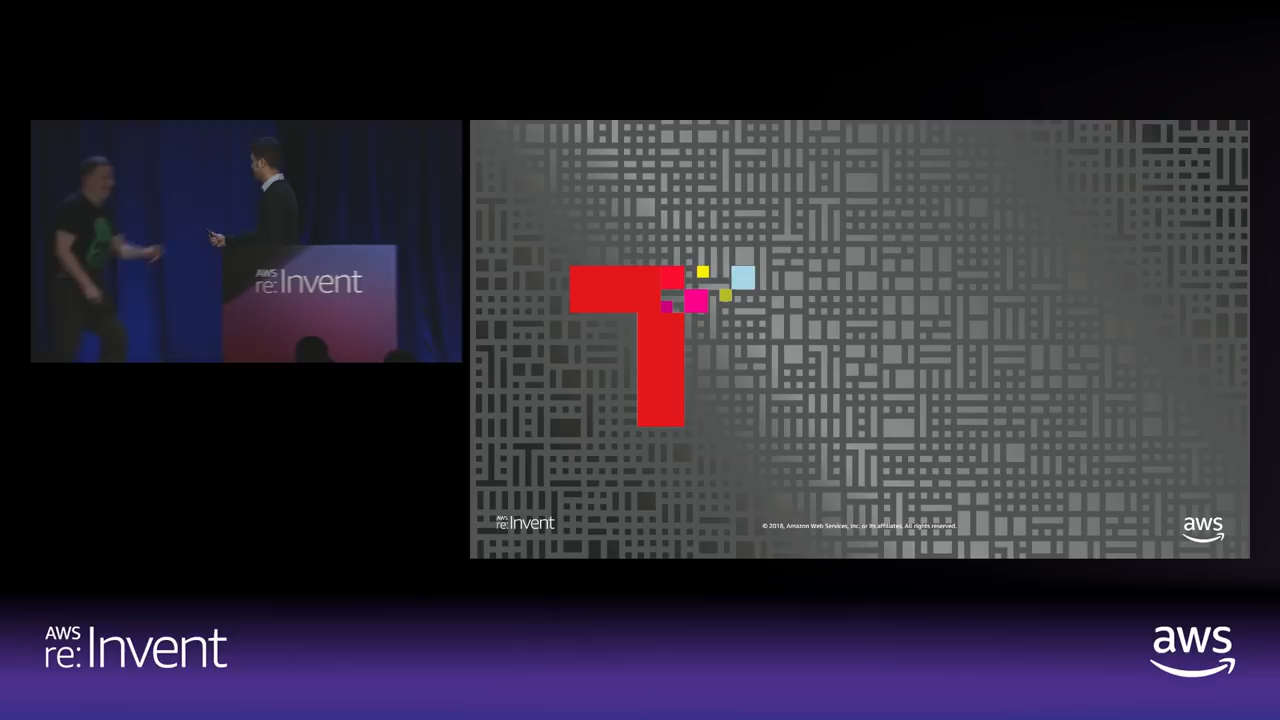 AWS
re:Invent
AWS
re:Invent
© 2018, Amazon Web Services, Inc. or its affiliates. All rights reserved.
aws
AWS
re:Invent
aws